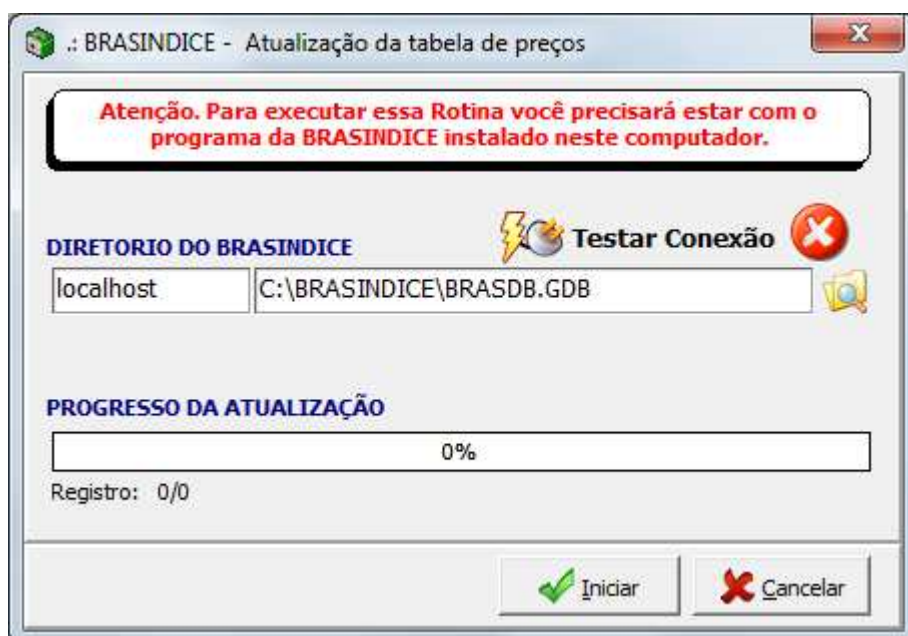 .: BRASINDICE - Atualização da tabela de preços
Atenção. Para executar essa Rotina você precisará estar com o
programa da BRASINDICE instalado neste computador.
DIRETORIO DO BRASINDICE
Testar Conexão
localhost
C:\BRASINDICE\BRASDB.GDB
PROGRESSO DA ATUALIZAÇÃO
0%
Registro: 0/0
Iniciar
Cancelar